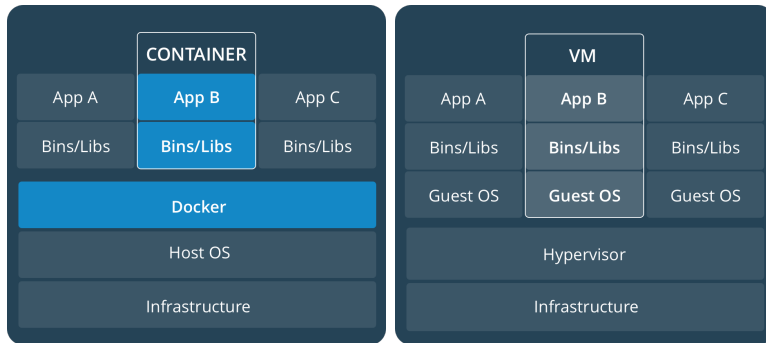 CONTAINER
App A
App B
App C
Bins/Libs
Bins/Libs
Bins/Libs
Docker
Host OS
Infrastructure
VM
App A
App B
App C
Bins/Libs
Bins/Libs
Bins/Libs
Guest OS
Guest OS
Guest OS
Hypervisor
Infrastructure